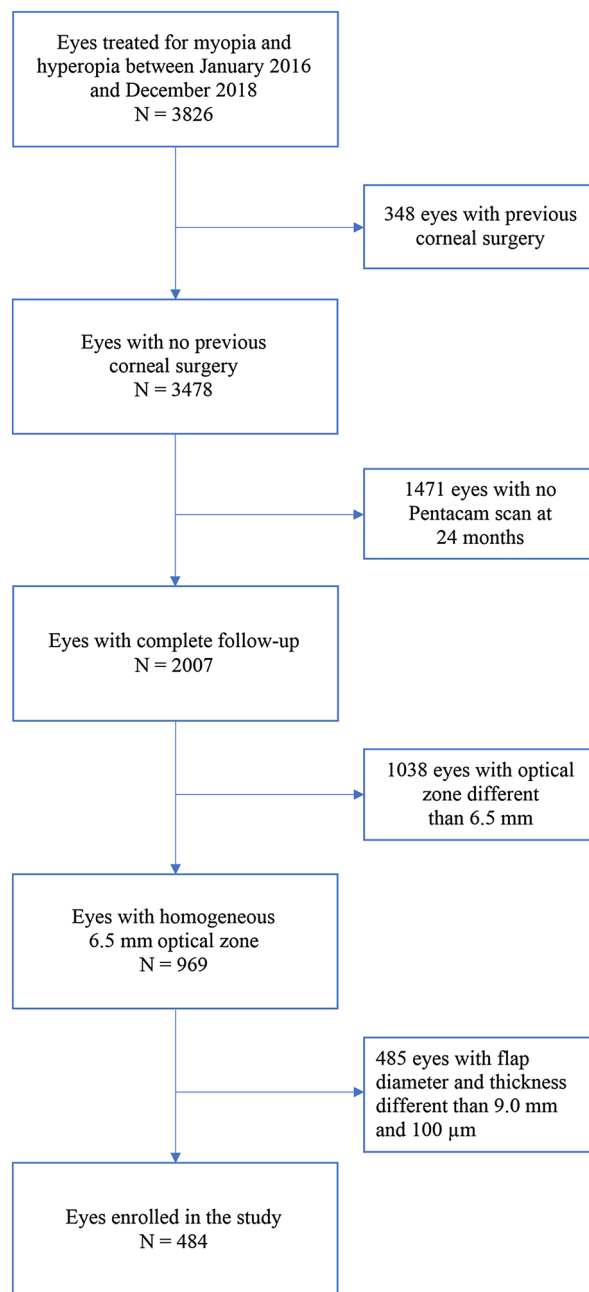 Eyes treated for myopia and
hyperopia between January 2016
and December 2018
N = 3826
348 eyes with previous
corneal surgery
Eyes with no previous
corneal surgery
N = 3478
1471 eyes with no
Pentacam scan at
24 months
Eyes with complete follow-up
N = 2007
1038 eyes with optical
zone different
than 6.5 mm
Eyes with homogeneous
6.5 mm optical zone
N = 969
485 eyes with flap
diameter and thickness
different than 9.0 mm
and 100 µm
Eyes enrolled in the study
N = 484